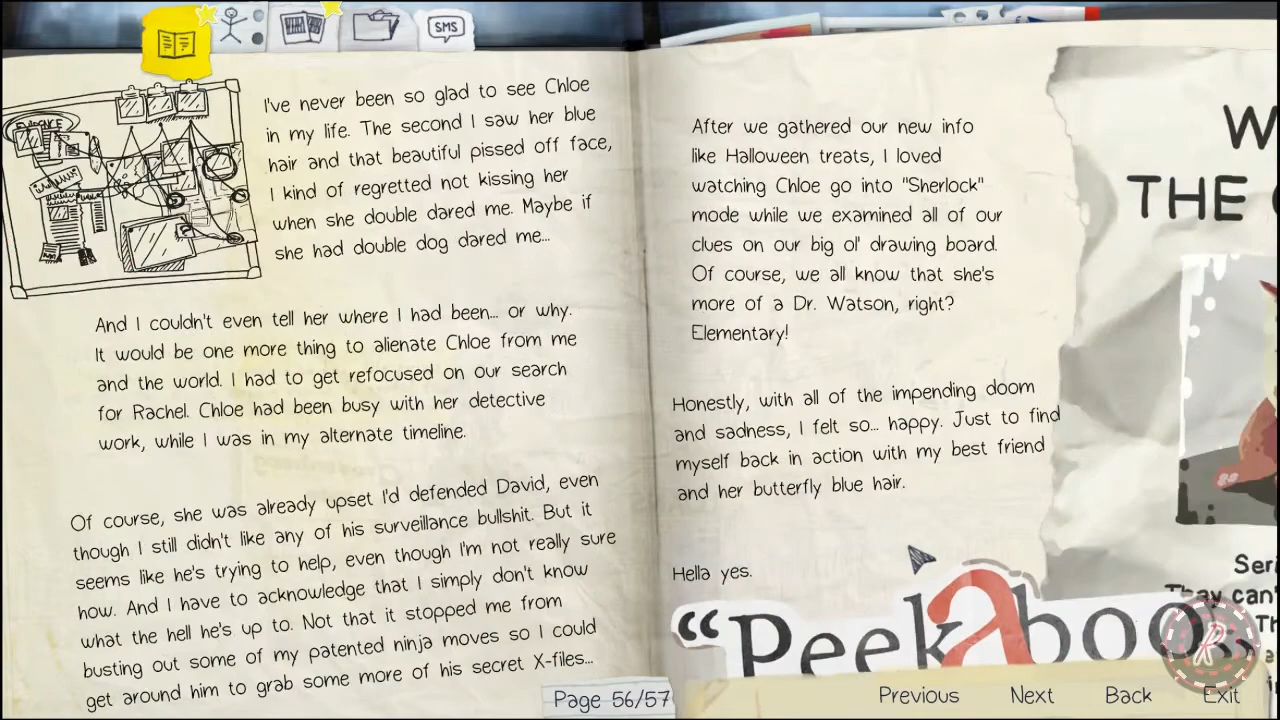 SMS
EVIDENCE
I've never been so glad to see Chloe
in my life. The second I saw her blue
hair and that beautiful pissed off face,
I kind of regretted not kissing her
when she double dared me. Maybe if
she had double dog dared me...
And I couldn't even tell her where I had been... or why.
It would be one more thing to alienate Chloe from me
and the world. I had to get refocused on our search
for Rachel. Chloe had been busy with her detective
work, while I was in my alternate timeline.
Of course, she was already upset I'd defended David, even
though I still didn't like any of his surveillance bullshit. But it
seems like he's trying to help, even though I'm not really sure
how. And I have to acknowledge that I simply don't know
what the hell he's up to. Not that it stopped me from
busting out some of my patented ninja moves so I could
get around him to grab some more of his secret X-files...
After we gathered our new info
like Halloween treats, I loved
watching Chloe go into "Sherlock"
mode while we examined all of our
clues on our big ol' drawing board.
Of course, we all know that she's
more of a Dr. Watson, right?
Elementary!
Honestly, with all of the impending doom
and sadness, I felt so... happy. Just to find
myself back in action with my best friend
and her butterfly blue hair.
Hella yes.
W
THE
Ser
They can'
Th
“Peekaboo”
R
Page 56/57
Previous Next Back Exit